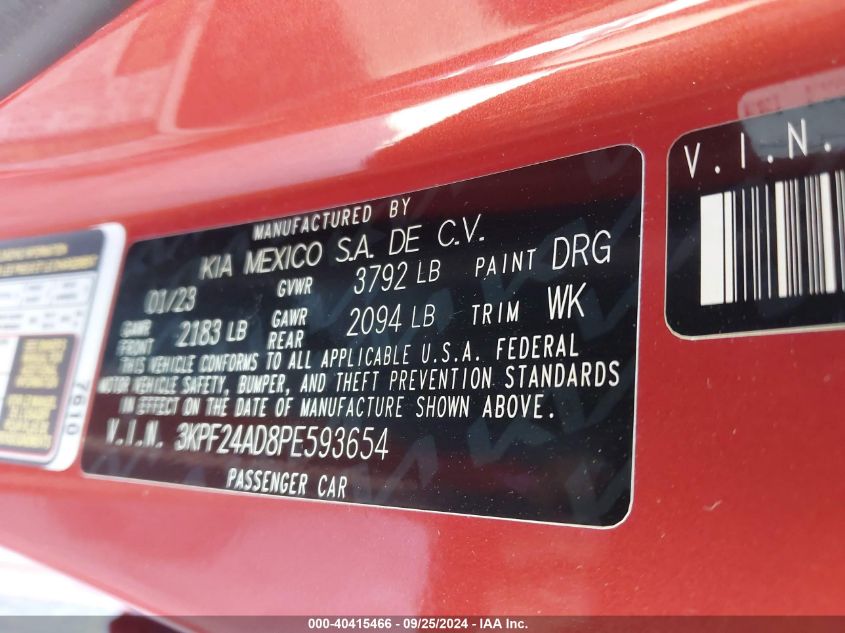 MANUFACTURED BY
KIA MEXICO S.A. DE C.V.
01/23 GVWR 3792 LB PAINT DRG
GAWR FRONT 2183 LB GAWR REAR 2094 LB TRIM WK
THIS VEHICLE CONFORMS TO ALL APPLICABLE U.S.A. FEDERAL
MOTOR VEHICLE SAFETY, BUMPER, AND THEFT PREVENTION STANDARDS
IN EFFECT ON THE DATE OF MANUFACTURE SHOWN ABOVE.
V.I.N. 3KPF24AD8PE593654
PASSENGER CAR
V.I.N.
7610
000-40415466 - 09/25/2024 - IAA Inc.